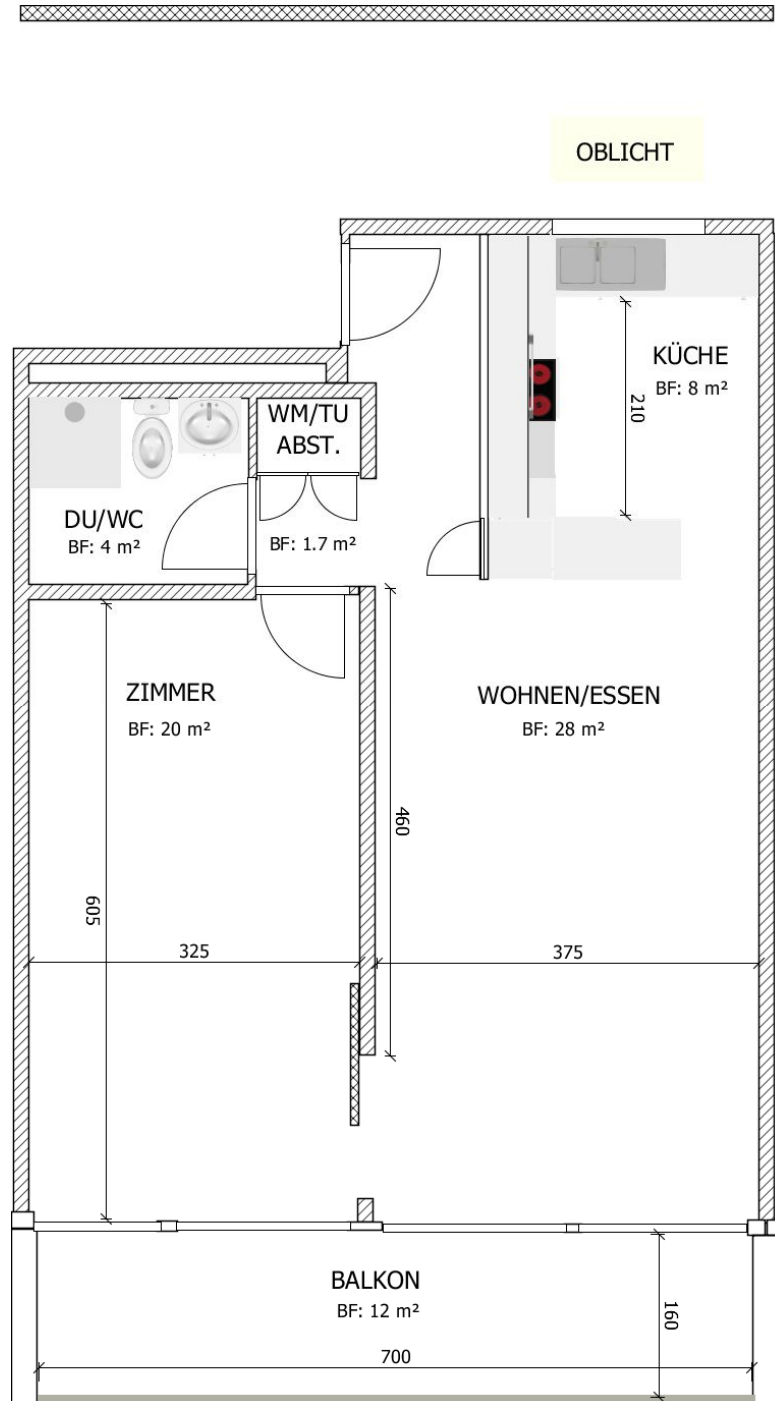 OBLICHT
KÜCHE
BF: 8 m²
210
WM/TU
ABST.
DU/WC
BF: 4 m²
BF: 1.7 m²
ZIMMER
BF: 20 m²
WOHNEN/ESSEN
BF: 28 m²
460
605
325
375
BALKON
BF: 12 m²
160
700